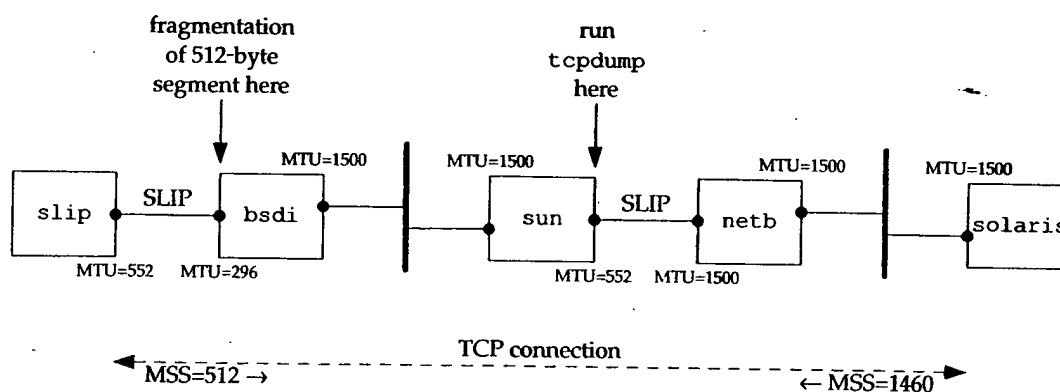 fragmentation
of 512-byte
segment here
run
tcpdump
here
MTU=1500
MTU=1500
MTU=1500
MTU=1500
slip
SLIP
bsdi
sun
SLIP
netb
solaris
MTU=552
MTU=296
MTU=552
MTU=1500
TCP connection
MSS=512 →
← MSS=1460